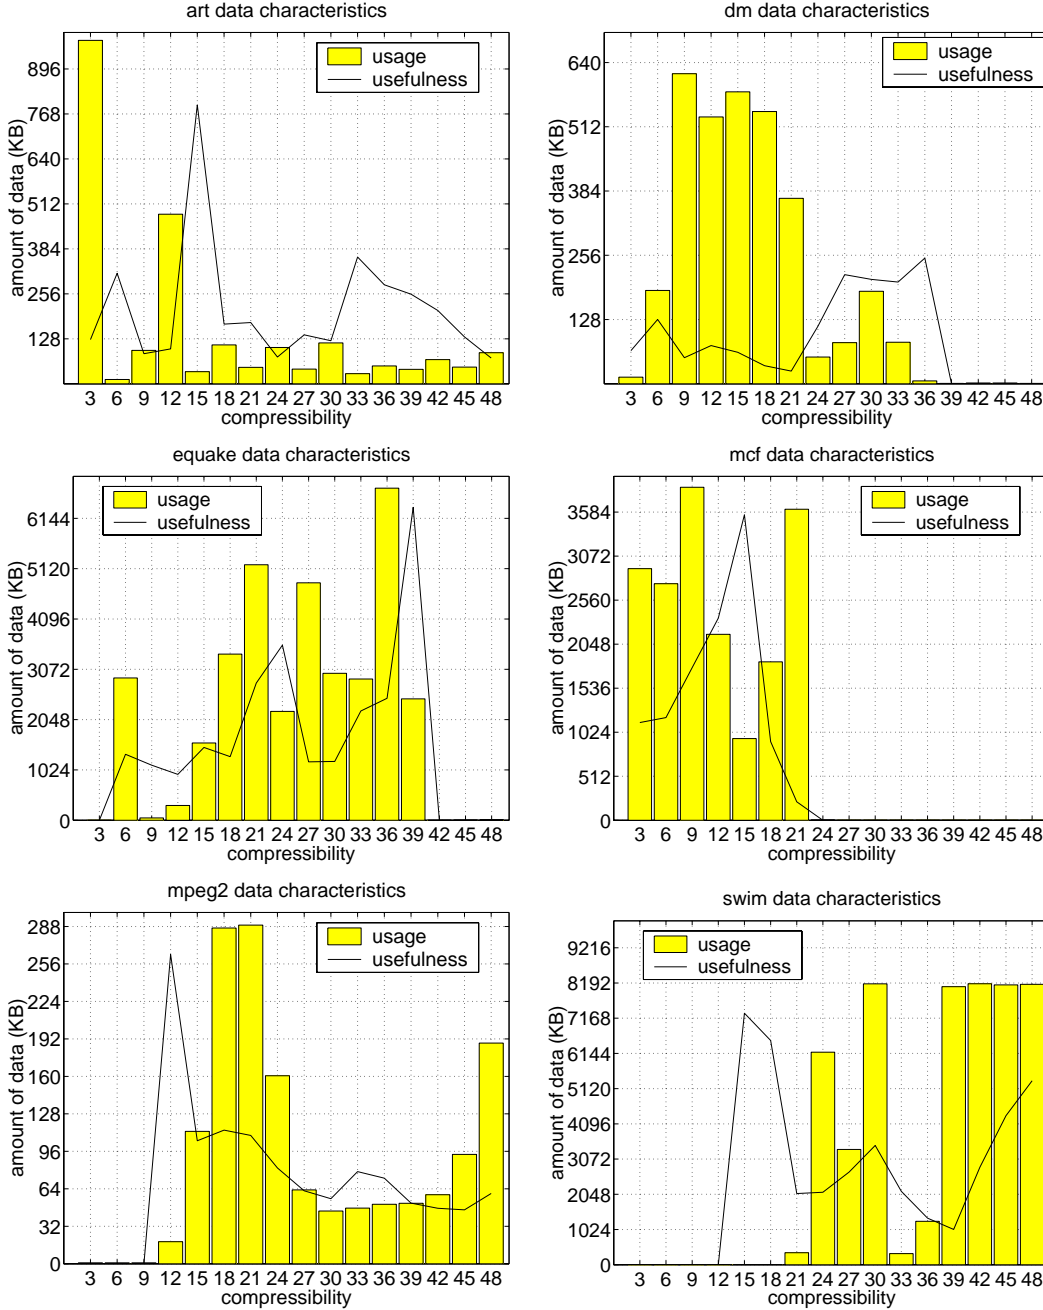 art data characteristics
amount of data (KB)
896
768
640
512
384
256
128
usage
usefulness
3 6 9 12 15 18 21 24 27 30 33 36 39 42 45 48
compressibility
dm data characteristics
amount of data (KB)
640
512
384
256
128
usage
usefulness
3 6 9 12 15 18 21 24 27 30 33 36 39 42 45 48
compressibility
equake data characteristics
amount of data (KB)
6144
5120
4096
3072
2048
1024
0
usage
usefulness
3 6 9 12 15 18 21 24 27 30 33 36 39 42 45 48
compressibility
mcf data characteristics
amount of data (KB)
3584
3072
2560
2048
1536
1024
512
0
usage
usefulness
3 6 9 12 15 18 21 24 27 30 33 36 39 42 45 48
compressibility
mpeg2 data characteristics
amount of data (KB)
288
256
224
192
160
128
96
64
32
0
usage
usefulness
3 6 9 12 15 18 21 24 27 30 33 36 39 42 45 48
compressibility
swim data characteristics
amount of data (KB)
9216
8192
7168
6144
5120
4096
3072
2048
1024
0
usage
usefulness
3 6 9 12 15 18 21 24 27 30 33 36 39 42 45 48
compressibility